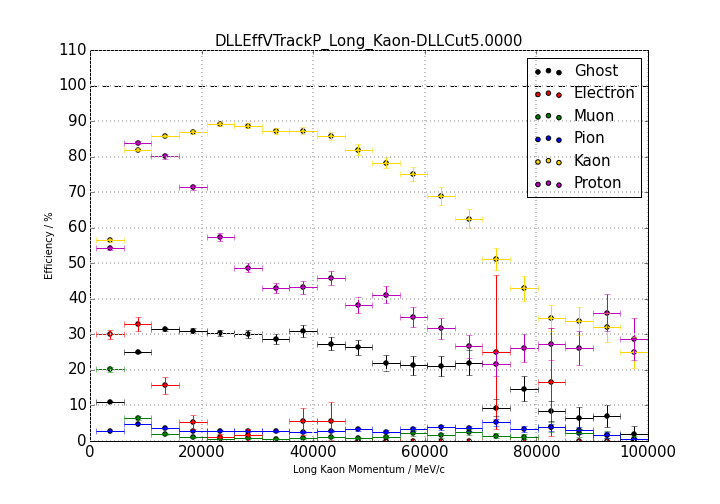 DLLEffVTrackP_Long_Kaon-DLLCut5.0000
110
100
90
80
70
60
50
40
30
20
10
0
Efficiency / %
Ghost
Electron
Muon
Pion
Kaon
Proton
0 20000 40000 60000 80000 100000
Long Kaon Momentum / MeV/c